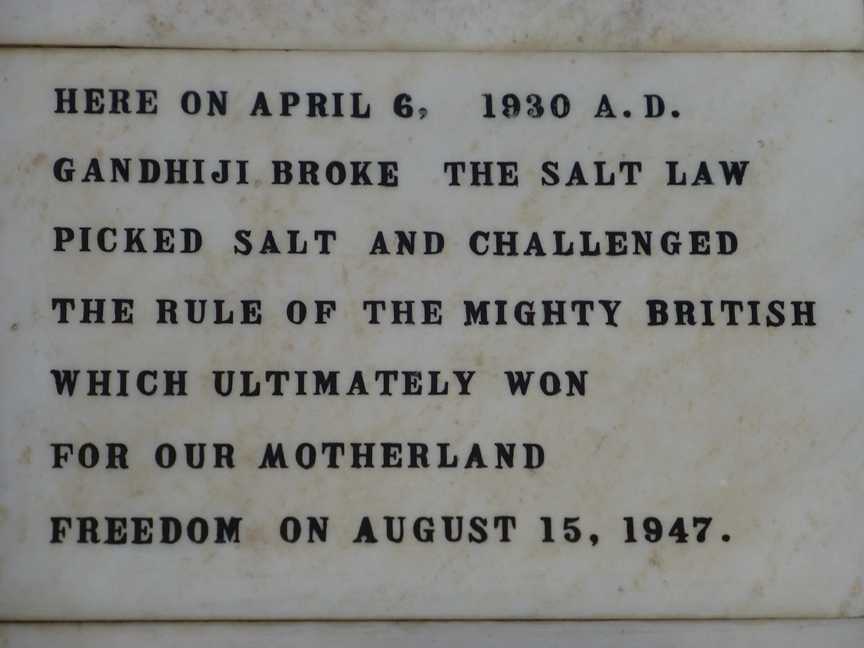 HERE ON APRIL 6, 1930 A.D.
GANDHIJI BROKE THE SALT LAW
PICKED SALT AND CHALLENGED
THE RULE OF THE MIGHTY BRITISH
WHICH ULTIMATELY WON
FOR OUR MOTHERLAND
FREEDOM ON AUGUST 15, 1947.